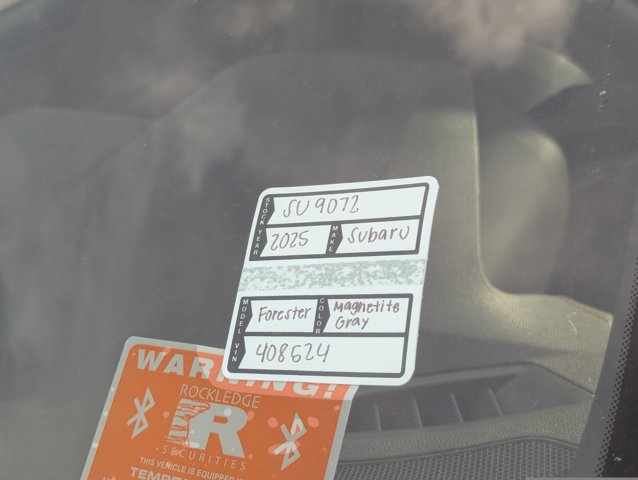 STOCK SU9072
YEAR 2025 MAKE Subaru
MODEL Forester COLOR Magnetite Gray
VIN 408624
WARNING!
ROCKLEDGE
R
SECURITIES
THIS VEHICLE IS EQUIPPED